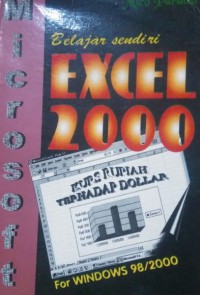 Microsoft
Belajar sendiri
EXCEL
2000
KURS RUPIAH
TERHADAP DOLLAR
For WINDOWS 98/2000